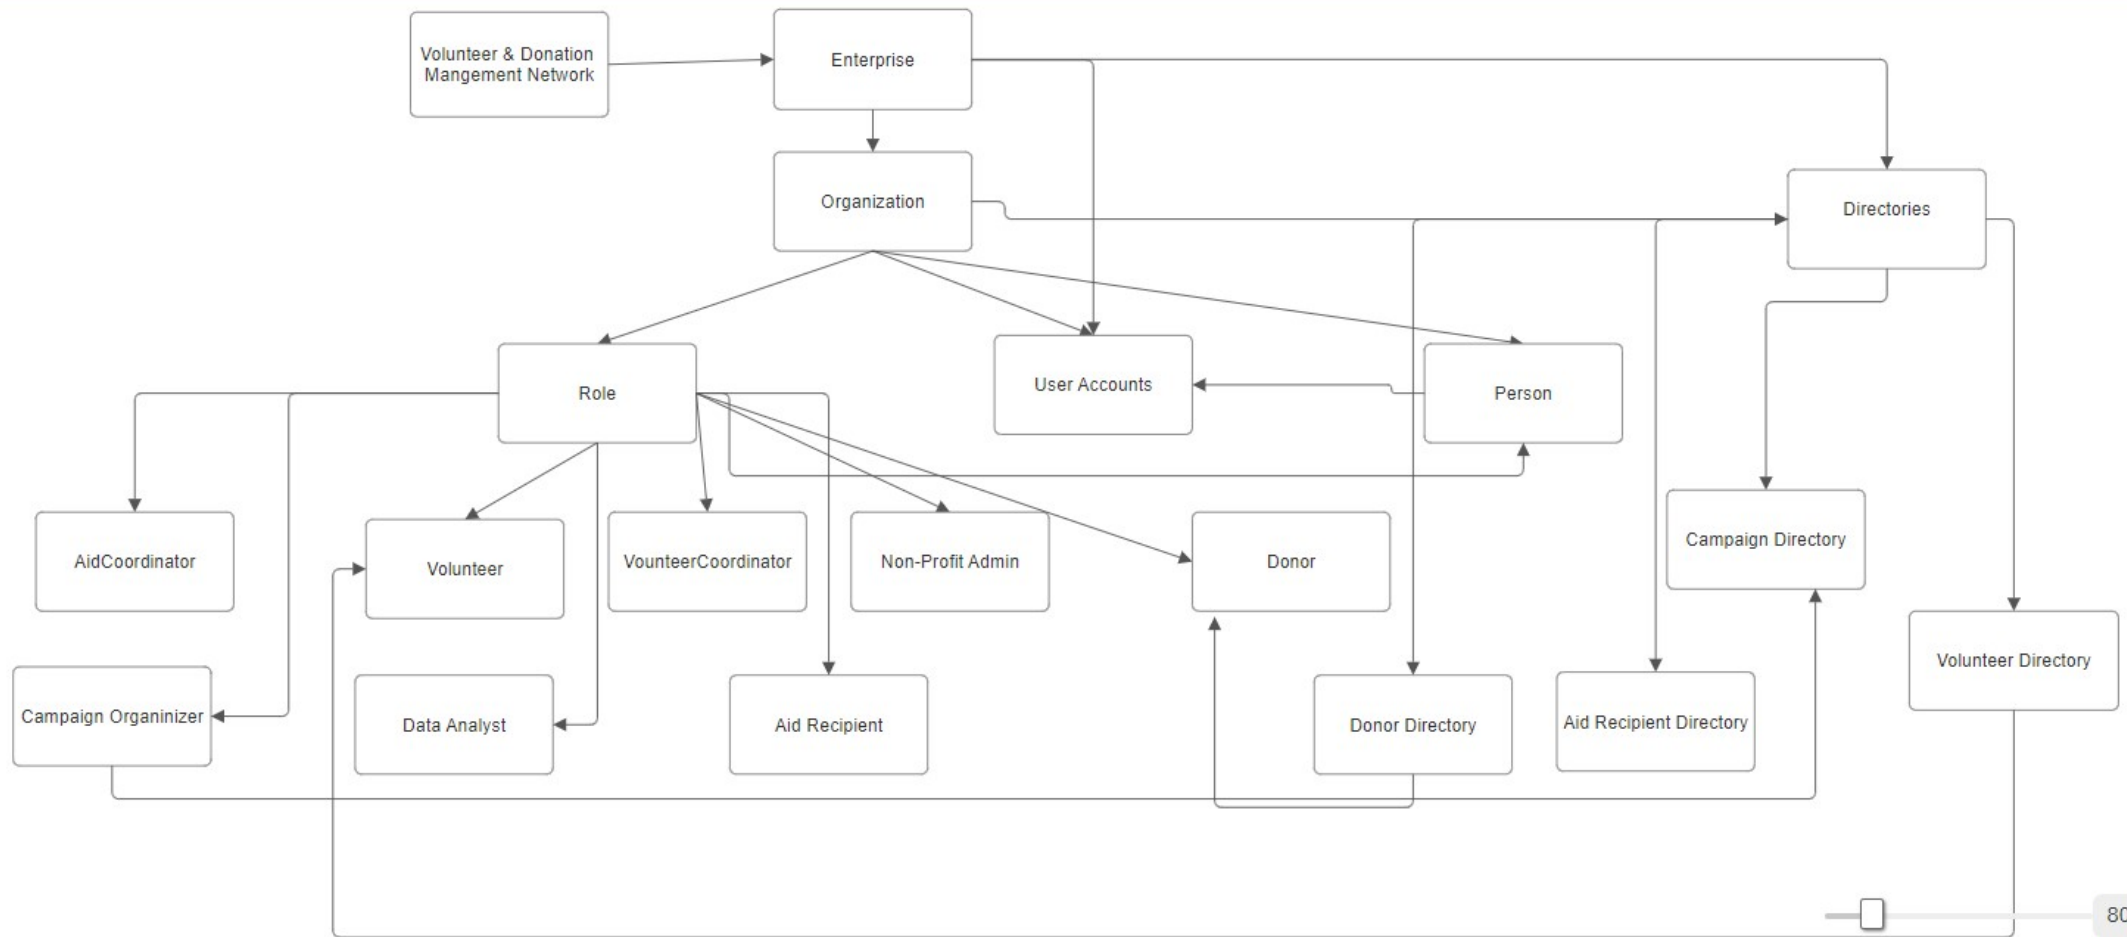 Volunteer & Donation
Mangement Network
Enterprise
Organization
Directories
Role
User Accounts
Person
AidCoordinator
Volunteer
VounteerCoordinator
Non-Profit Admin
Donor
Campaign Directory
Volunteer Directory
Campaign Organinizer
Data Analyst
Aid Recipient
Donor Directory
Aid Recipient Directory
80